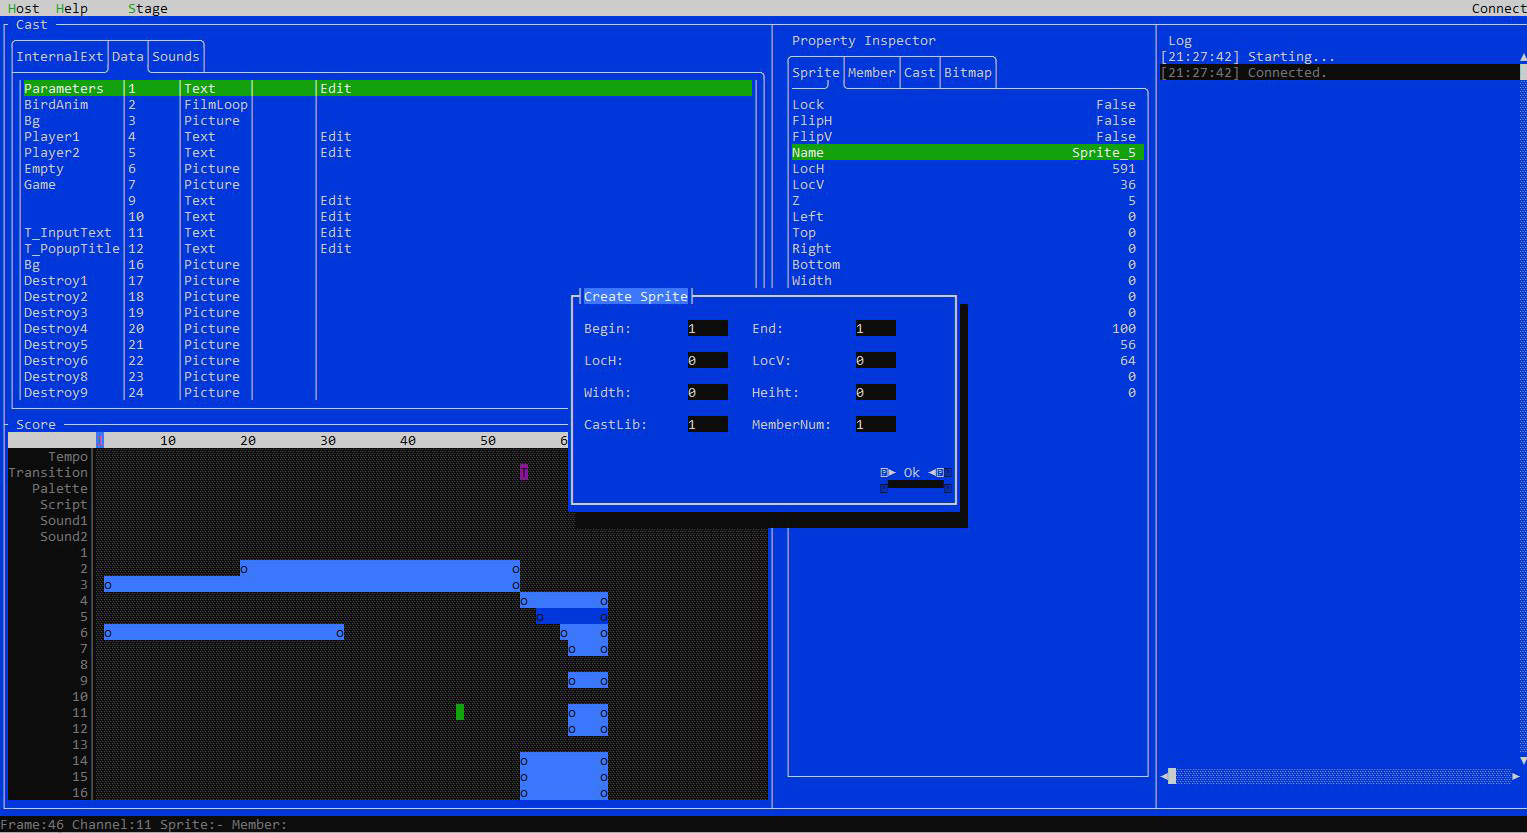 Host Help Stage Connect
Cast
InternalExt Data Sounds
Parameters 1 Text Edit
BirdAnim 2 FilmLoop
Bg 3 Picture
Player1 4 Text Edit
Player2 5 Text Edit
Empty 6 Picture
Game 7 Picture
9 Text Edit
10 Text Edit
T_InputText 11 Text Edit
T_PopupTitle 12 Text Edit
Bg 16 Picture
Destroy1 17 Picture
Destroy2 18 Picture
Destroy3 19 Picture
Destroy4 20 Picture
Destroy5 21 Picture
Destroy6 22 Picture
Destroy8 23 Picture
Destroy9 24 Picture
Property Inspector
Sprite Member Cast Bitmap
Lock False
FlipH False
FlipV False
Name Sprite_5
LocH 591
LocV 36
Z 5
Left 0
Top 0
Right 0
Bottom 0
Width 0
0
0
100
56
64
0
0
Log
[21:27:42] Starting...
[21:27:42] Connected.
Create Sprite
Begin: 1 End: 1
LocH: 0 LocV: 0
Width: 0 Heiht: 0
CastLib: 1 MemberNum: 1
Ok
Score
1 10 20 30 40 50 6
Tempo
Transition T
Palette
Script
Sound1
Sound2
1
2 o o
3 o o
4 o o
5 o o
6 o o o o
7 o o
8
9 o o
10
11 o o
12 o o
13
14 o o
15 o o
16 o o
Frame:46 Channel:11 Sprite:- Member: